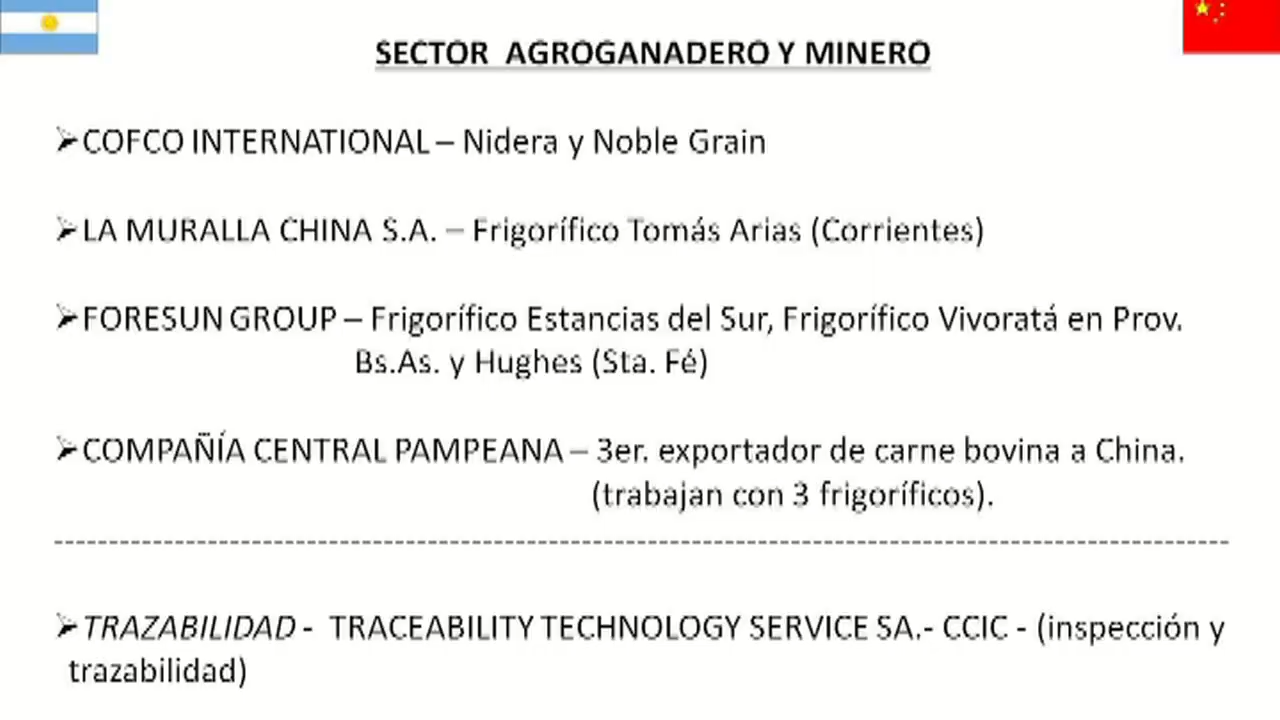 SECTOR AGROGANADERO Y MINERO
➢COFCO INTERNATIONAL – Nidera y Noble Grain
➢LA MURALLA CHINA S.A. – Frigorífico Tomás Arias (Corrientes)
➢FORESUN GROUP – Frigorífico Estancias del Sur, Frigorífico Vivoratá en Prov.
Bs.As. y Hughes (Sta. Fé)
➢COMPAÑÍA CENTRAL PAMPEANA – 3er. exportador de carne bovina a China.
(trabajan con 3 frigoríficos).
➢TRAZABILIDAD - TRACEABILITY TECHNOLOGY SERVICE SA.- CCIC - (inspección y
trazabilidad)